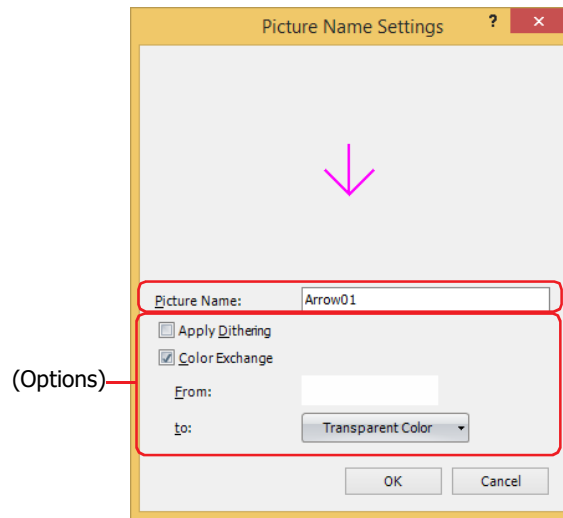 Picture Name Settings ? ×
Picture Name: Arrow01
Apply Dithering
Color Exchange
(Options)
From:
to: Transparent Color
OK Cancel